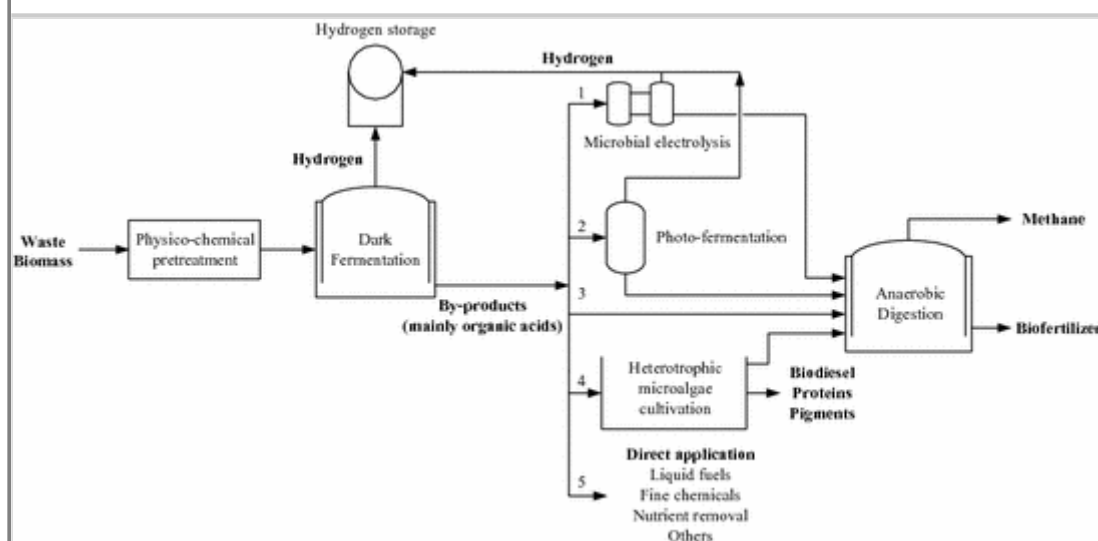 Hydrogen storage
Hydrogen
1
Microbial electrolysis
Hydrogen
Waste
Biomass
Physico-chemical
pretreatment
Dark
Fermentation
2
Photo-fermentation
Methane
By-products
(mainly organic acids)
3
Anaerobic
Digestion
Biofertilizer
4
Heterotrophic
microalgae
cultivation
Biodiesel
Proteins
Pigments
5
Direct application
Liquid fuels
Fine chemicals
Nutrient removal
Others